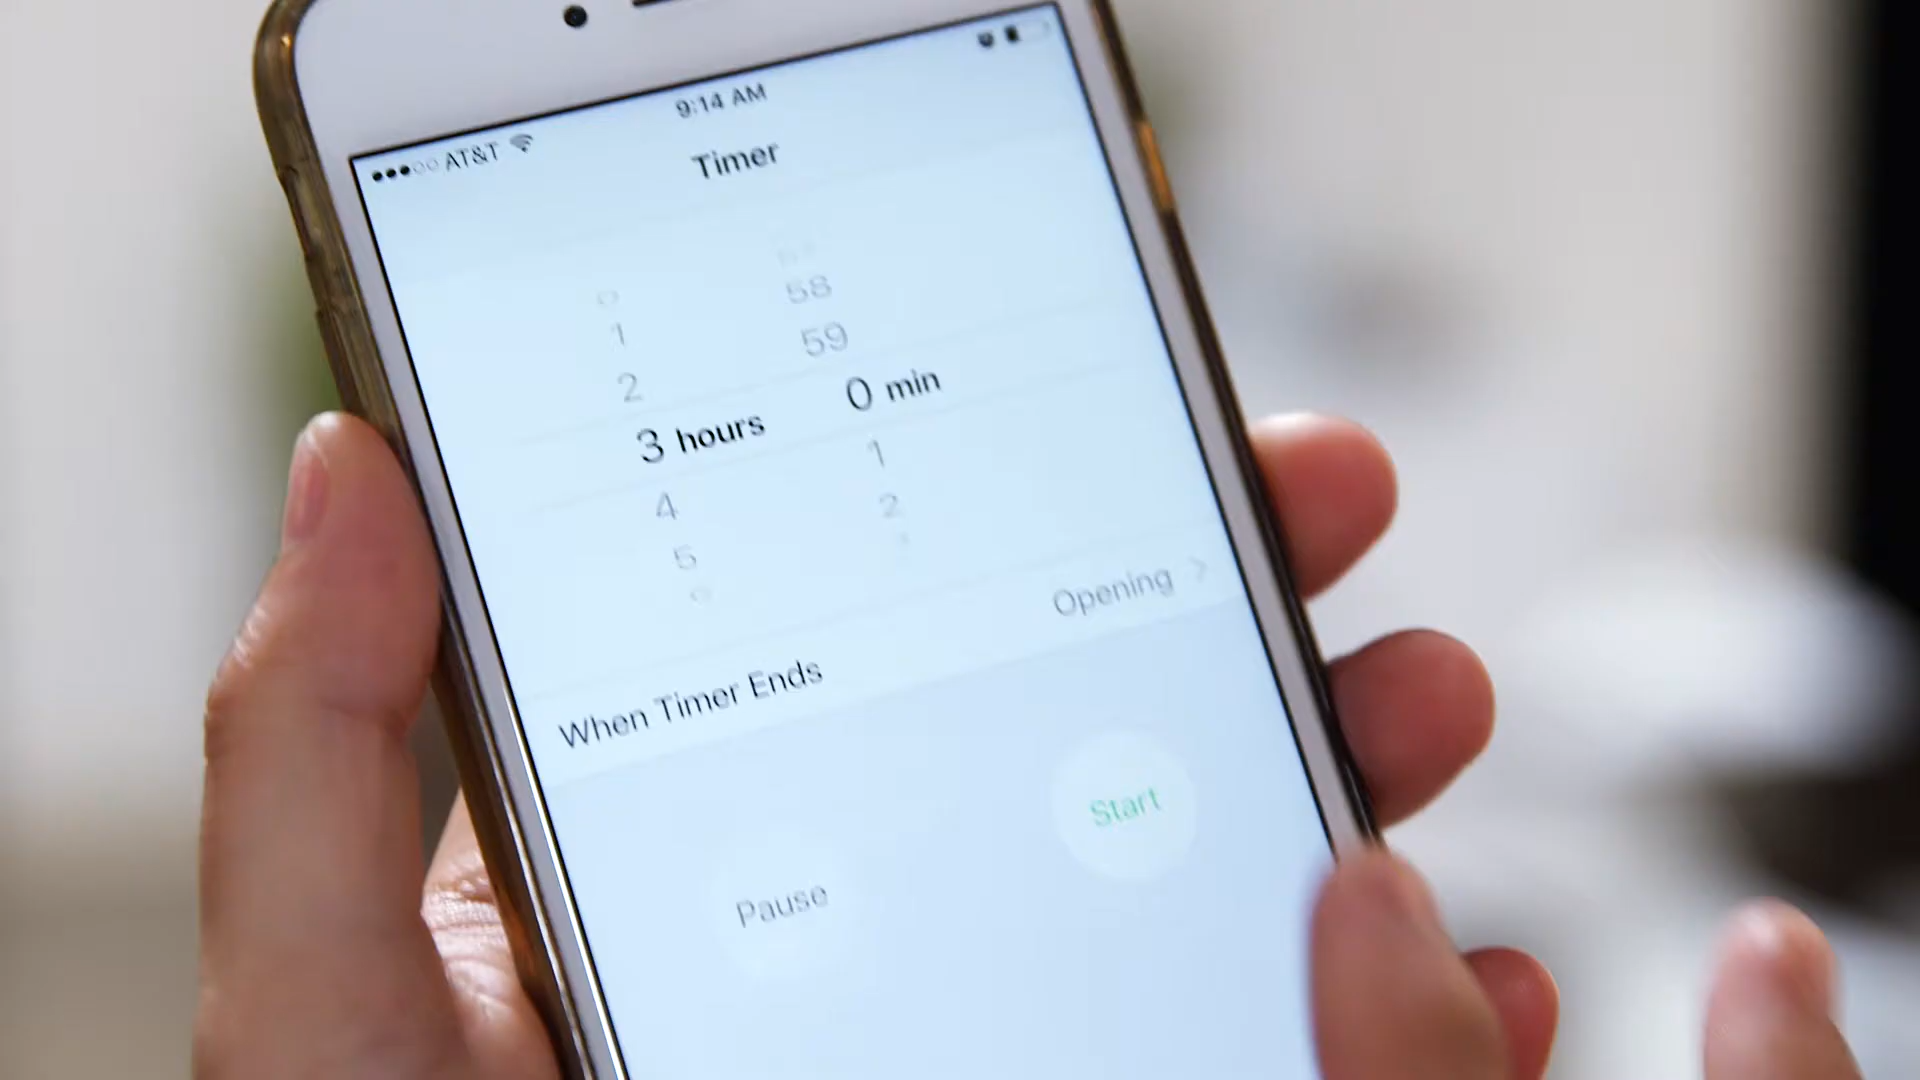 9:14 AM
AT&T
Timer
0
58
1
59
2
3 hours 0 min
4 1
5 2
When Timer Ends Opening >
Pause Start